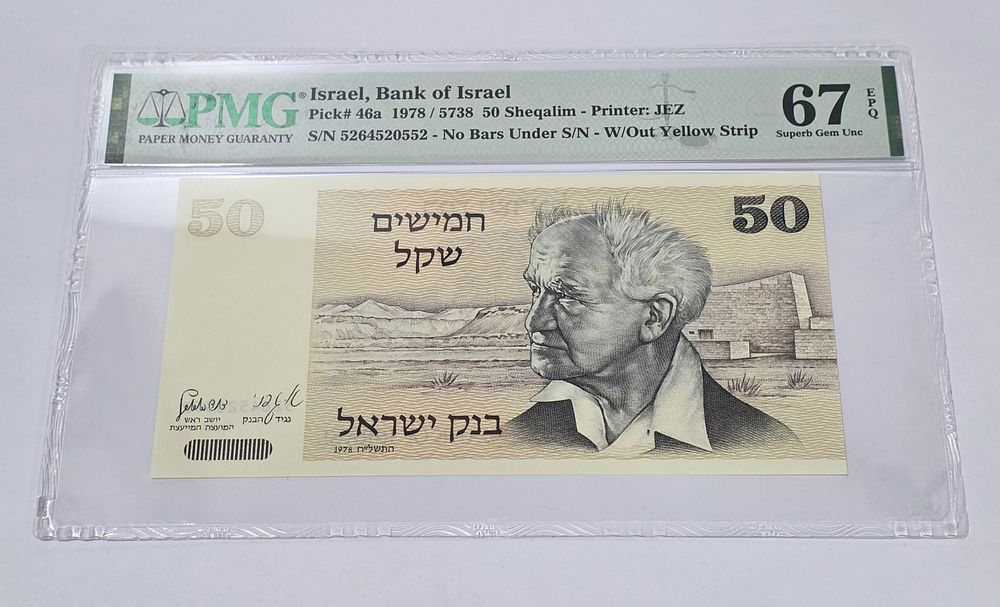 PMG®
PAPER MONEY GUARANTY
Israel, Bank of Israel
Pick# 46a 1978 / 5738 50 Sheqalim - Printer: JEZ
S/N 5264520552 - No Bars Under S/N - W/Out Yellow Strip
67 EPQ
Superb Gem Unc
50
חמישים
שקל
50
בנק ישראל
1978 התשל״ח
נגיד הבנק יושב ראש
המועצה המייעצת